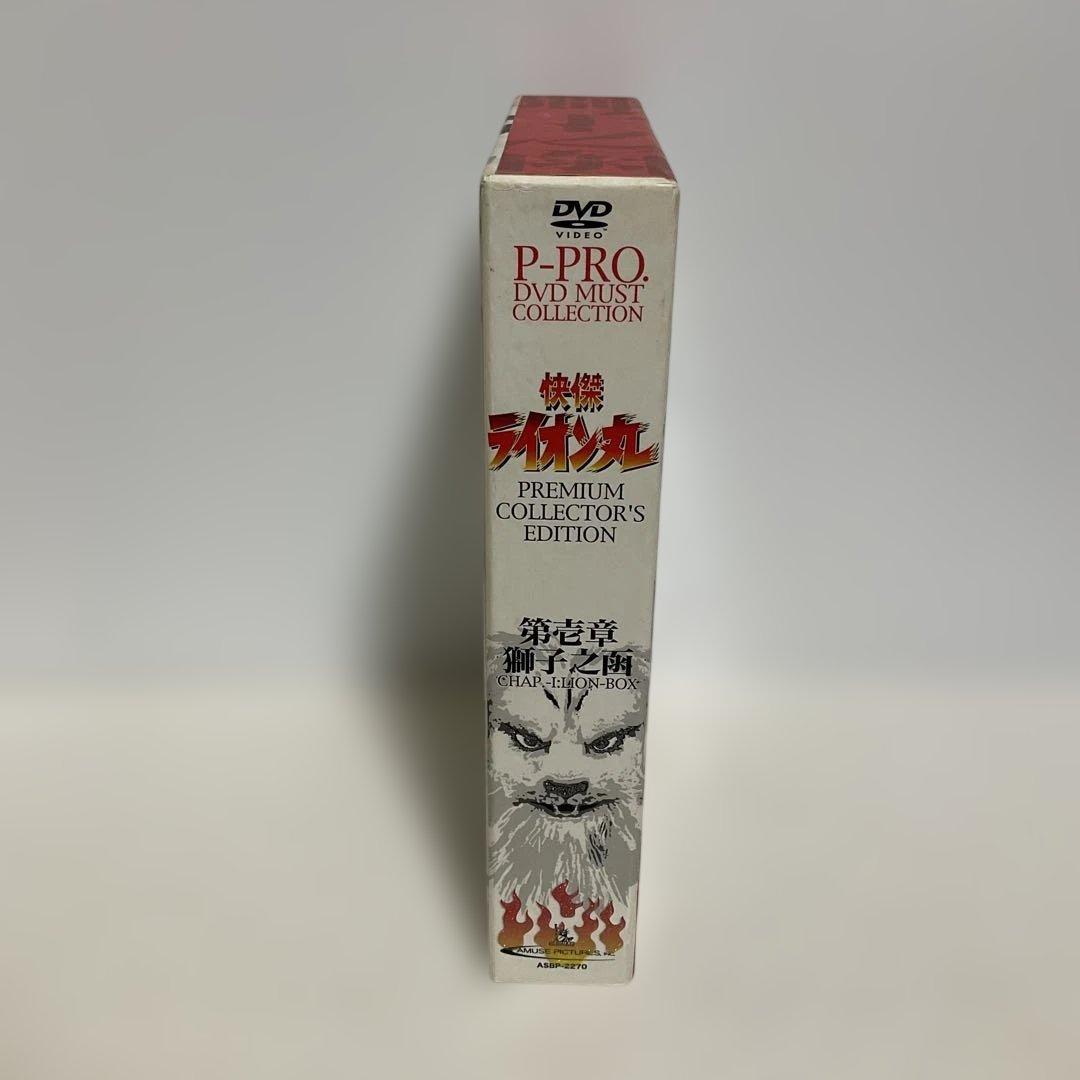 DVD
VIDEO™
P-PRO.
DVD MUST
COLLECTION
快傑
ライオン丸
PREMIUM
COLLECTOR'S
EDITION
第壱章
獅子之函
CHAP.-I:LION-BOX
AMUSE PICTURES,
ASBP-2270